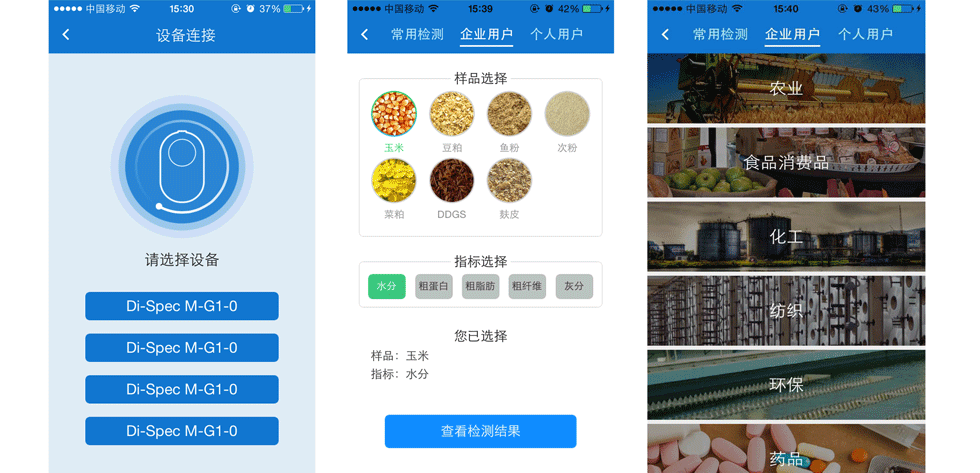 中国移动 15:30 37%
设备连接
请选择设备
Di-Spec M-G1-0
Di-Spec M-G1-0
Di-Spec M-G1-0
Di-Spec M-G1-0
中国移动 15:39 42%
常用检测 企业用户 个人用户
样品选择
玉米 豆粕 鱼粉 次粉
菜粕 DDGS 麸皮
指标选择
水分 粗蛋白 粗脂肪 粗纤维 灰分
您已选择
样品：玉米
指标：水分
查看检测结果
中国移动 15:40 43%
常用检测 企业用户 个人用户
农业
食品消费品
化工
纺织
环保
药品